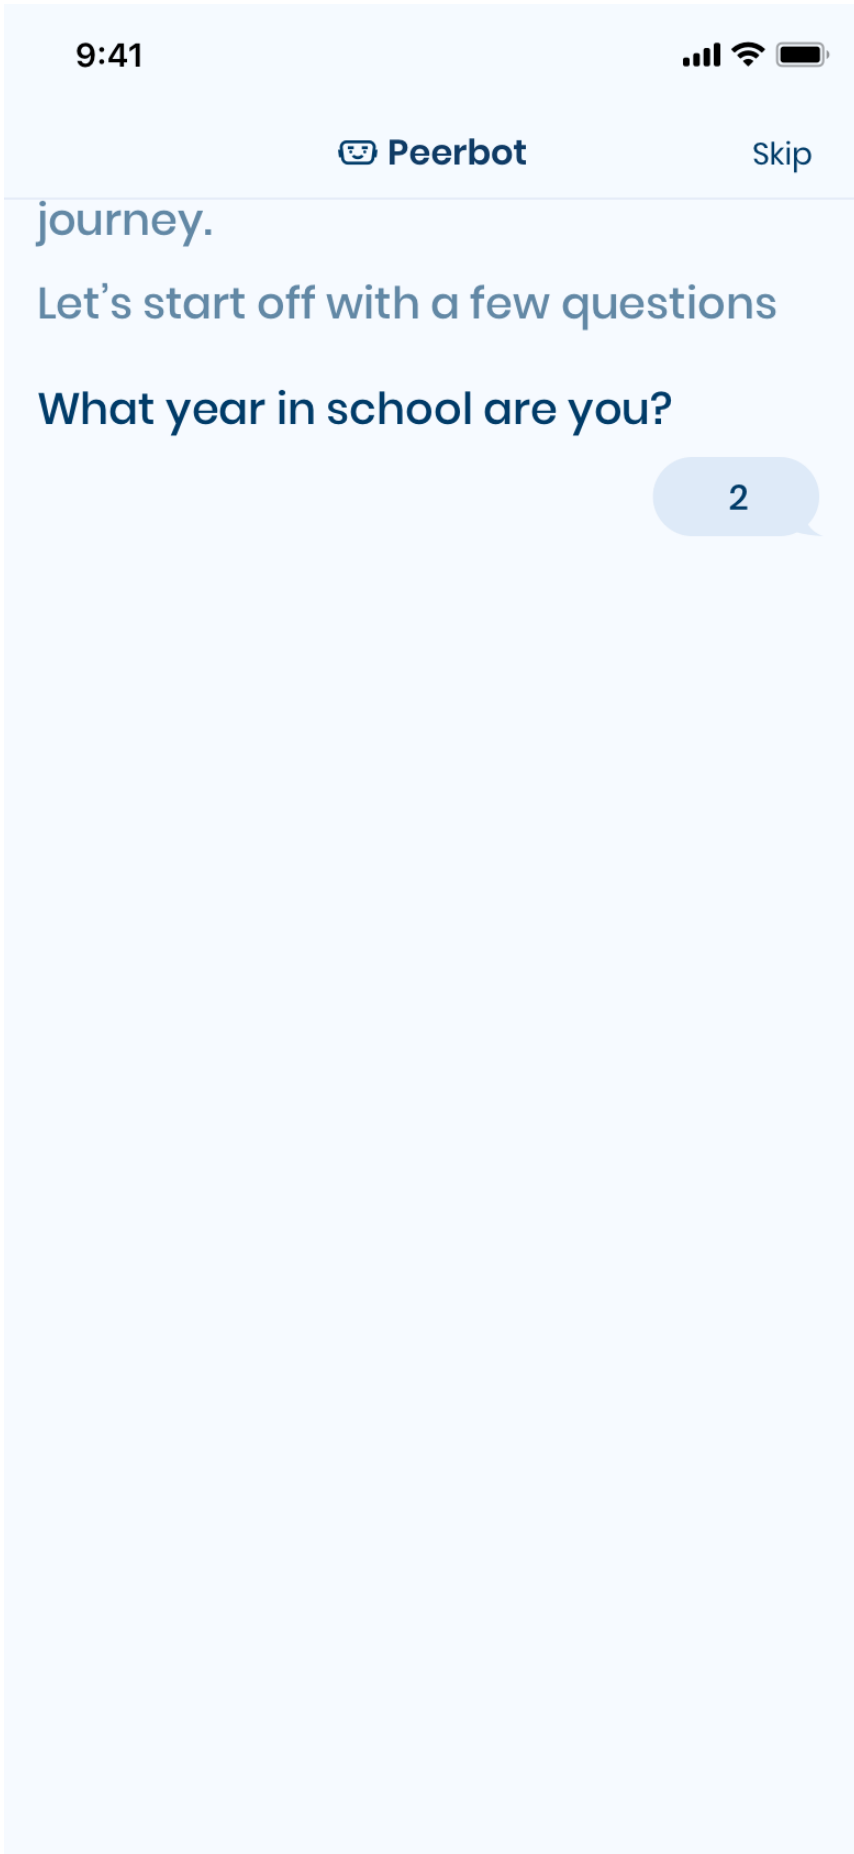 9:41
Peerbot
Skip
journey.
Let’s start off with a few questions
What year in school are you?
2